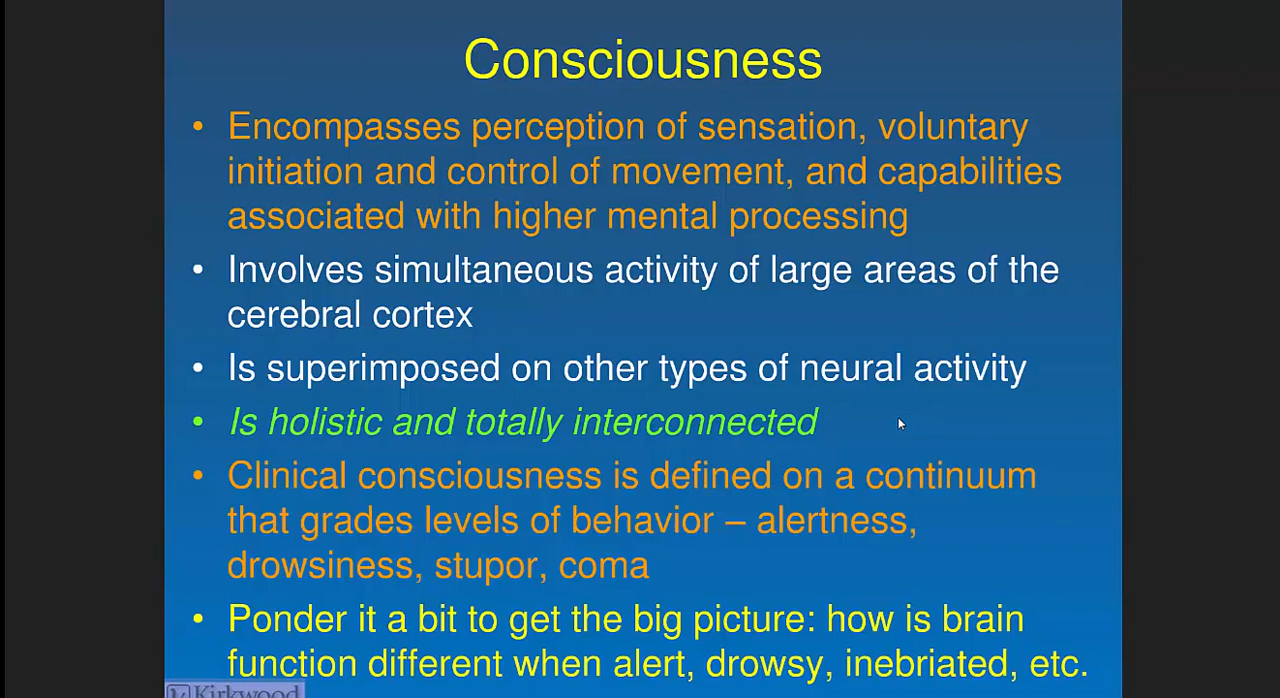 Consciousness
• Encompasses perception of sensation, voluntary
initiation and control of movement, and capabilities
associated with higher mental processing
• Involves simultaneous activity of large areas of the
cerebral cortex
• Is superimposed on other types of neural activity
• Is holistic and totally interconnected
• Clinical consciousness is defined on a continuum
that grades levels of behavior – alertness,
drowsiness, stupor, coma
• Ponder it a bit to get the big picture: how is brain
function different when alert, drowsy, inebriated, etc.
Kirkwood